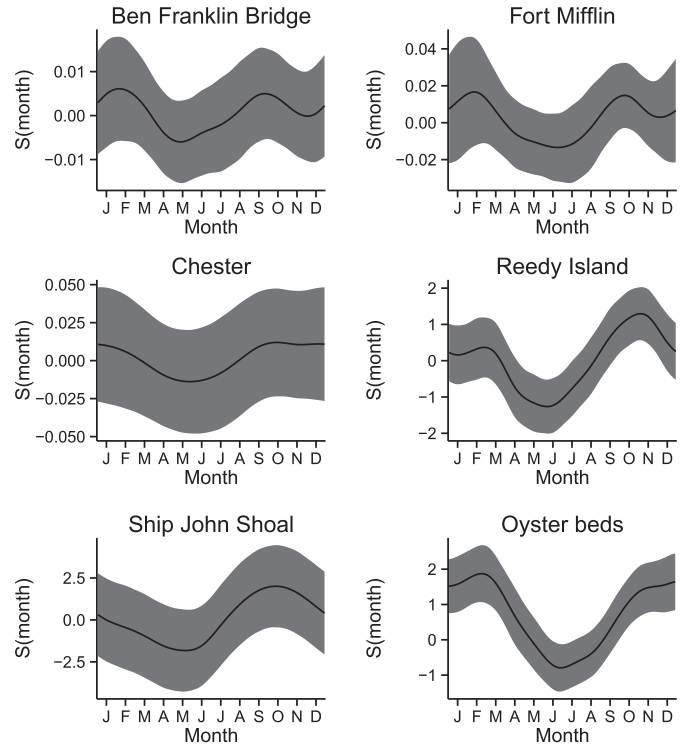 Ben Franklin Bridge
S(month)
0.01
0.00
−0.01
J F M A M J J A S O N D
Month
Fort Mifflin
S(month)
0.04
0.02
0.00
−0.02
J F M A M J J A S O N D
Month
Chester
S(month)
0.050
0.025
0.000
−0.025
−0.050
J F M A M J J A S O N D
Month
Reedy Island
S(month)
2
1
0
−1
−2
J F M A M J J A S O N D
Month
Ship John Shoal
S(month)
2.5
0.0
−2.5
J F M A M J J A S O N D
Month
Oyster beds
S(month)
2
1
0
−1
J F M A M J J A S O N D
Month